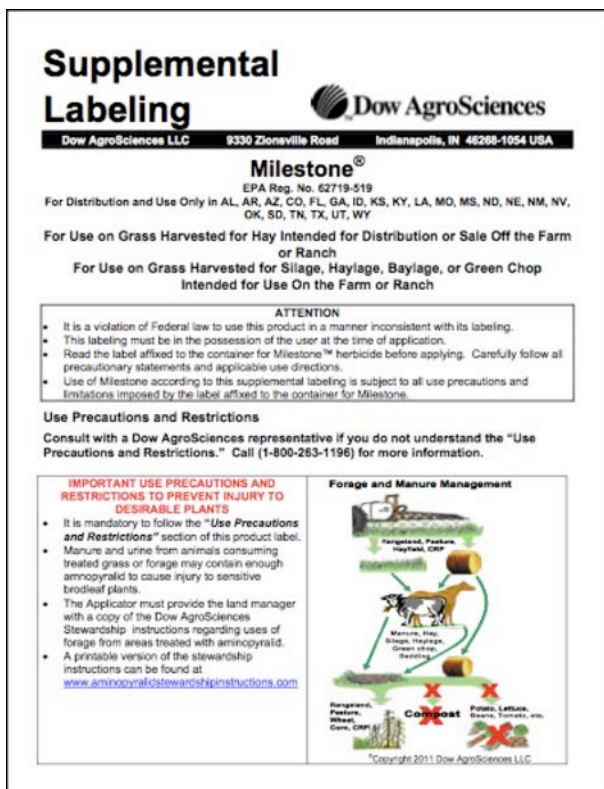 Supplemental
Labeling
Dow AgroSciences
Dow AgroSciences LLC 9330 Zionsville Road Indianapolis, IN 46268-1054 USA
Milestone®
EPA Reg. No. 62719-519
For Distribution and Use Only in AL, AR, AZ, CO, FL, GA, ID, KS, KY, LA, MO, MS, ND, NE, NM, NV,
OK, SD, TN, TX, UT, WY
For Use on Grass Harvested for Hay Intended for Distribution or Sale Off the Farm
or Ranch
For Use on Grass Harvested for Silage, Haylage, Baylage, or Green Chop
Intended for Use On the Farm or Ranch
ATTENTION
• It is a violation of Federal law to use this product in a manner inconsistent with its labeling.
• This labeling must be in the possession of the user at the time of application.
• Read the label affixed to the container for Milestone™ herbicide before applying. Carefully follow all
precautionary statements and applicable use directions.
• Use of Milestone according to this supplemental labeling is subject to all use precautions and
limitations imposed by the label affixed to the container for Milestone.
Use Precautions and Restrictions
Consult with a Dow AgroSciences representative if you do not understand the "Use
Precautions and Restrictions." Call (1-800-263-1196) for more information.
IMPORTANT USE PRECAUTIONS AND
RESTRICTIONS TO PREVENT INJURY TO
DESIRABLE PLANTS
• It is mandatory to follow the "Use Precautions
and Restrictions" section of this product label.
• Manure and urine from animals consuming
treated grass or forage may contain enough
amnopyralid to cause injury to sensitive
brodleaf plants.
• The Applicator must provide the land manager
with a copy of the Dow AgroSciences
Stewardship instructions regarding uses of
forage from areas treated with aminopyralid.
• A printable version of the stewardship
instructions can be found at
www.aminopyralidstewardshipinstructions.com
Forage and Manure Management
Rangeland, Pasture,
Hayfield, CRP
Manure, Hay,
Silage, Haylage,
Green chop,
Bedding
Rangeland,
Pasture,
Wheat,
Corn, CRP
Compost
Potato, Lettuce,
Beans, Tomato, etc.
©Copyright 2011 Dow AgroSciences LLC